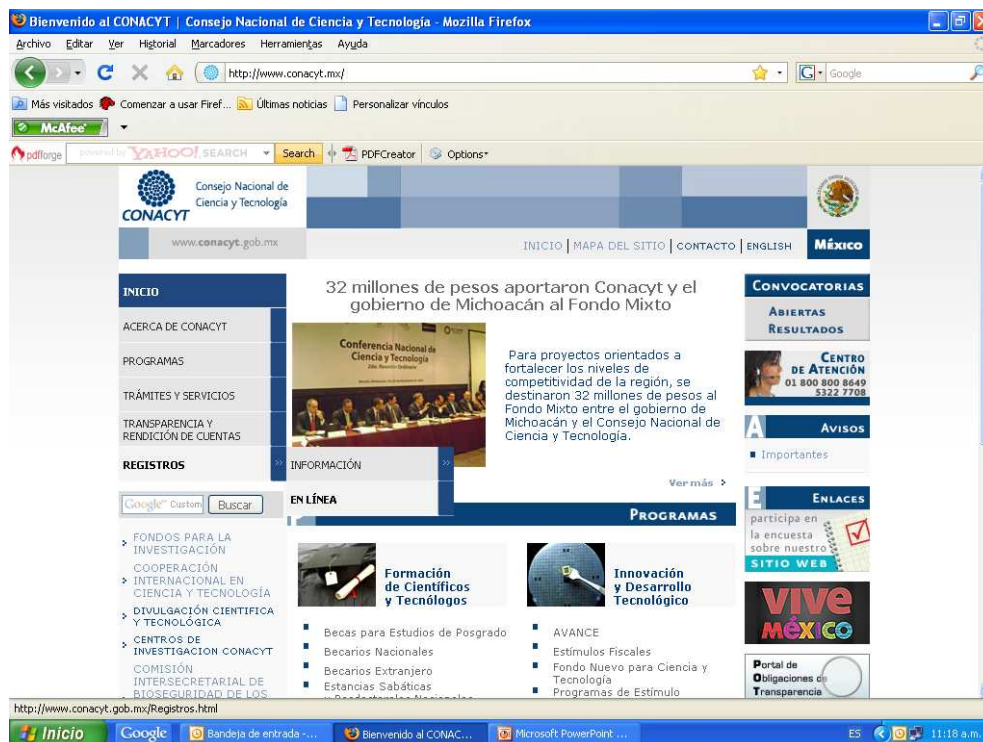 Bienvenido al CONACYT | Consejo Nacional de Ciencia y Tecnología - Mozilla Firefox
Archivo Editar Ver Historial Marcadores Herramientas Ayuda
http://www.conacyt.mx/
Google
Más visitados Comenzar a usar Firef... Últimas noticias Personalizar vínculos
McAfee
pdfforge powered by YAHOO! SEARCH Search PDFCreator Options
Consejo Nacional de
Ciencia y Tecnología
CONACYT
www.conacyt.gob.mx
INICIO | MAPA DEL SITIO | CONTACTO | ENGLISH
MÉXICO
INICIO
ACERCA DE CONACYT
PROGRAMAS
TRÁMITES Y SERVICIOS
TRANSPARENCIA Y
RENDICIÓN DE CUENTAS
REGISTROS »
INFORMACIÓN »
EN LÍNEA
Google™ Custom Buscar
FONDOS PARA LA
INVESTIGACIÓN
COOPERACIÓN
INTERNACIONAL EN
CIENCIA Y TECNOLOGÍA
DIVULGACIÓN CIENTIFICA
Y TECNOLÓGICA
CENTROS DE
INVESTIGACION CONACYT
COMISIÓN
INTERSECRETARIAL DE
BIOSEGURIDAD DE LOS
32 millones de pesos aportaron Conacyt y el
gobierno de Michoacán al Fondo Mixto
Conferencia Nacional de
Ciencia y Tecnología
Para proyectos orientados a
fortalecer los niveles de
competitividad de la región, se
destinaron 32 millones de pesos al
Fondo Mixto entre el gobierno de
Michoacán y el Consejo Nacional de
Ciencia y Tecnología.
Ver más
PROGRAMAS
Formación
de Científicos
y Tecnólogos
Becas para Estudios de Posgrado
Becarios Nacionales
Becarios Extranjero
Estancias Sabáticas
y Posdoctorales Nacionales
Innovación
y Desarrollo
Tecnológico
AVANCE
Estímulos Fiscales
Fondo Nuevo para Ciencia y
Tecnología
Programas de Estímulo
CONVOCATORIAS
ABIERTAS
RESULTADOS
CENTRO
DE ATENCIÓN
01 800 800 8649
5322 7708
A AVISOS
Importantes
E ENLACES
participa en
la encuesta
sobre nuestro
SITIO WEB
VIVE
MÉXICO
Portal de
Obligaciones de
Transparencia
http://www.conacyt.gob.mx/Registros.html
Inicio Google Bandeja de entrada -... Bienvenido al CONAC... Microsoft PowerPoint ... ES 11:18 a.m.